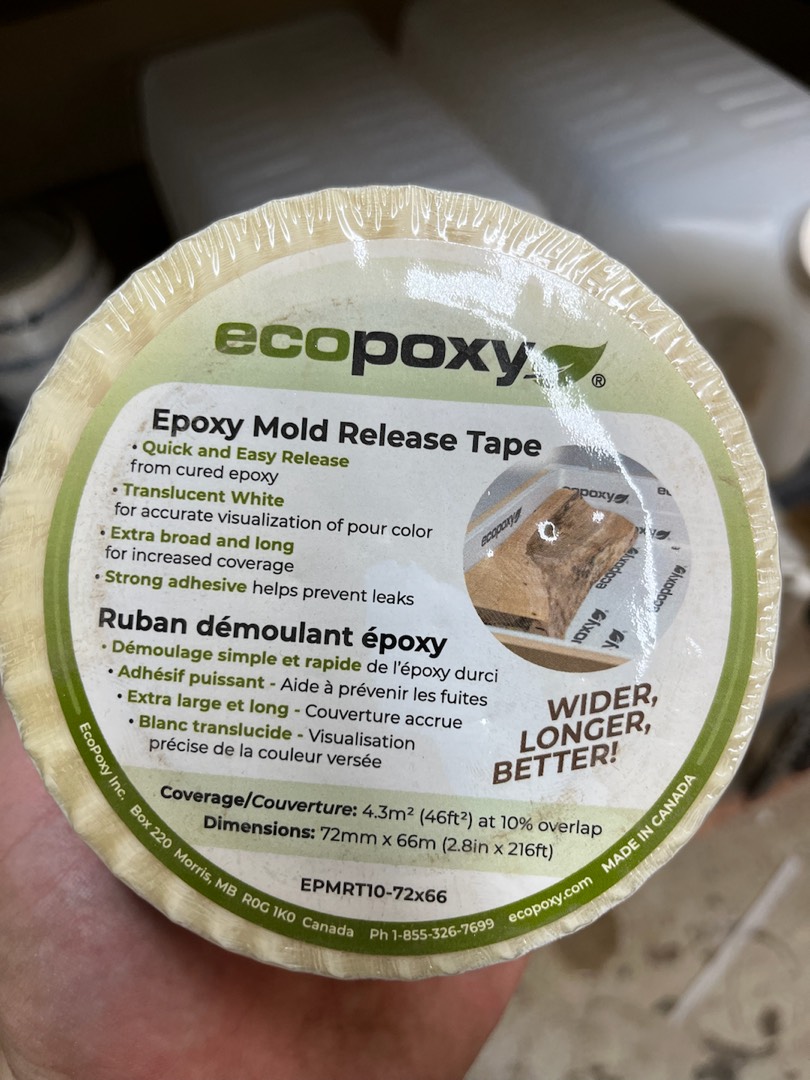 ecopoxy®
Epoxy Mold Release Tape
• Quick and Easy Release
from cured epoxy
• Translucent White
for accurate visualization of pour color
• Extra broad and long
for increased coverage
• Strong adhesive helps prevent leaks
ecopoxy
ecopoxy
ecopoxy
ecopoxy
Ruban démoulant époxy
• Démoulage simple et rapide de l'époxy durci
• Adhésif puissant - Aide à prévenir les fuites
• Extra large et long - Couverture accrue
• Blanc translucide - Visualisation
précise de la couleur versée
WIDER,
LONGER,
BETTER!
Coverage/Couverture: 4.3m² (46ft²) at 10% overlap
Dimensions: 72mm x 66m (2.8in x 216ft)
EPMRT10-72x66
EcoPoxy Inc. Box 220 Morris, MB R0G 1K0 Canada Ph 1-855-326-7699 ecopoxy.com MADE IN CANADA